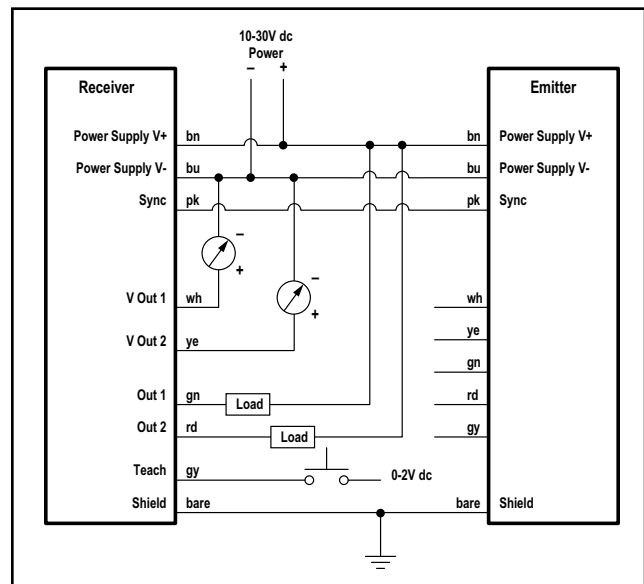 10-30V dc
Power
– +
Receiver
Emitter
Power Supply V+ bn
bn Power Supply V+
Power Supply V- bu
bu Power Supply V-
Sync pk
pk Sync
–
+
–
+
V Out 1 wh
wh
V Out 2 ye
ye
gn
Out 1 gn Load
rd
Out 2 rd Load
gy
Teach gy 0-2V dc
Shield bare
bare Shield